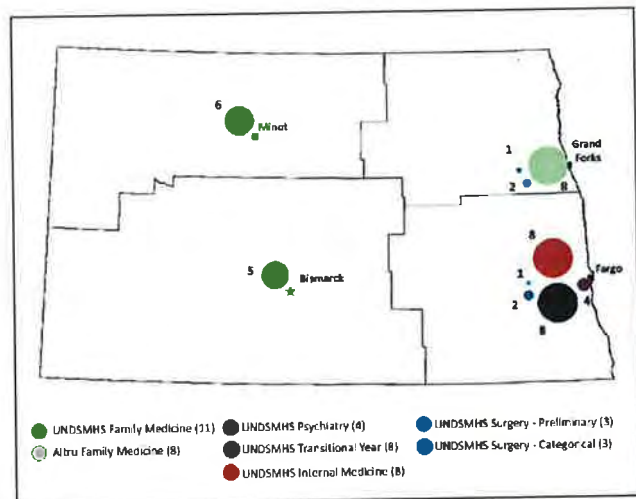 6
Minot
1
Grand
Forks
2
8
8
5
Bismarck
Fargo
1
4
2
8
UNDSMHS Family Medicine (11)
Altru Family Medicine (8)
UNDSMHS Psychiatry (4)
UNDSMHS Transitional Year (8)
UNDSMHS Internal Medicine (8)
UNDSMHS Surgery - Preliminary (3)
UNDSMHS Surgery - Categorical (3)